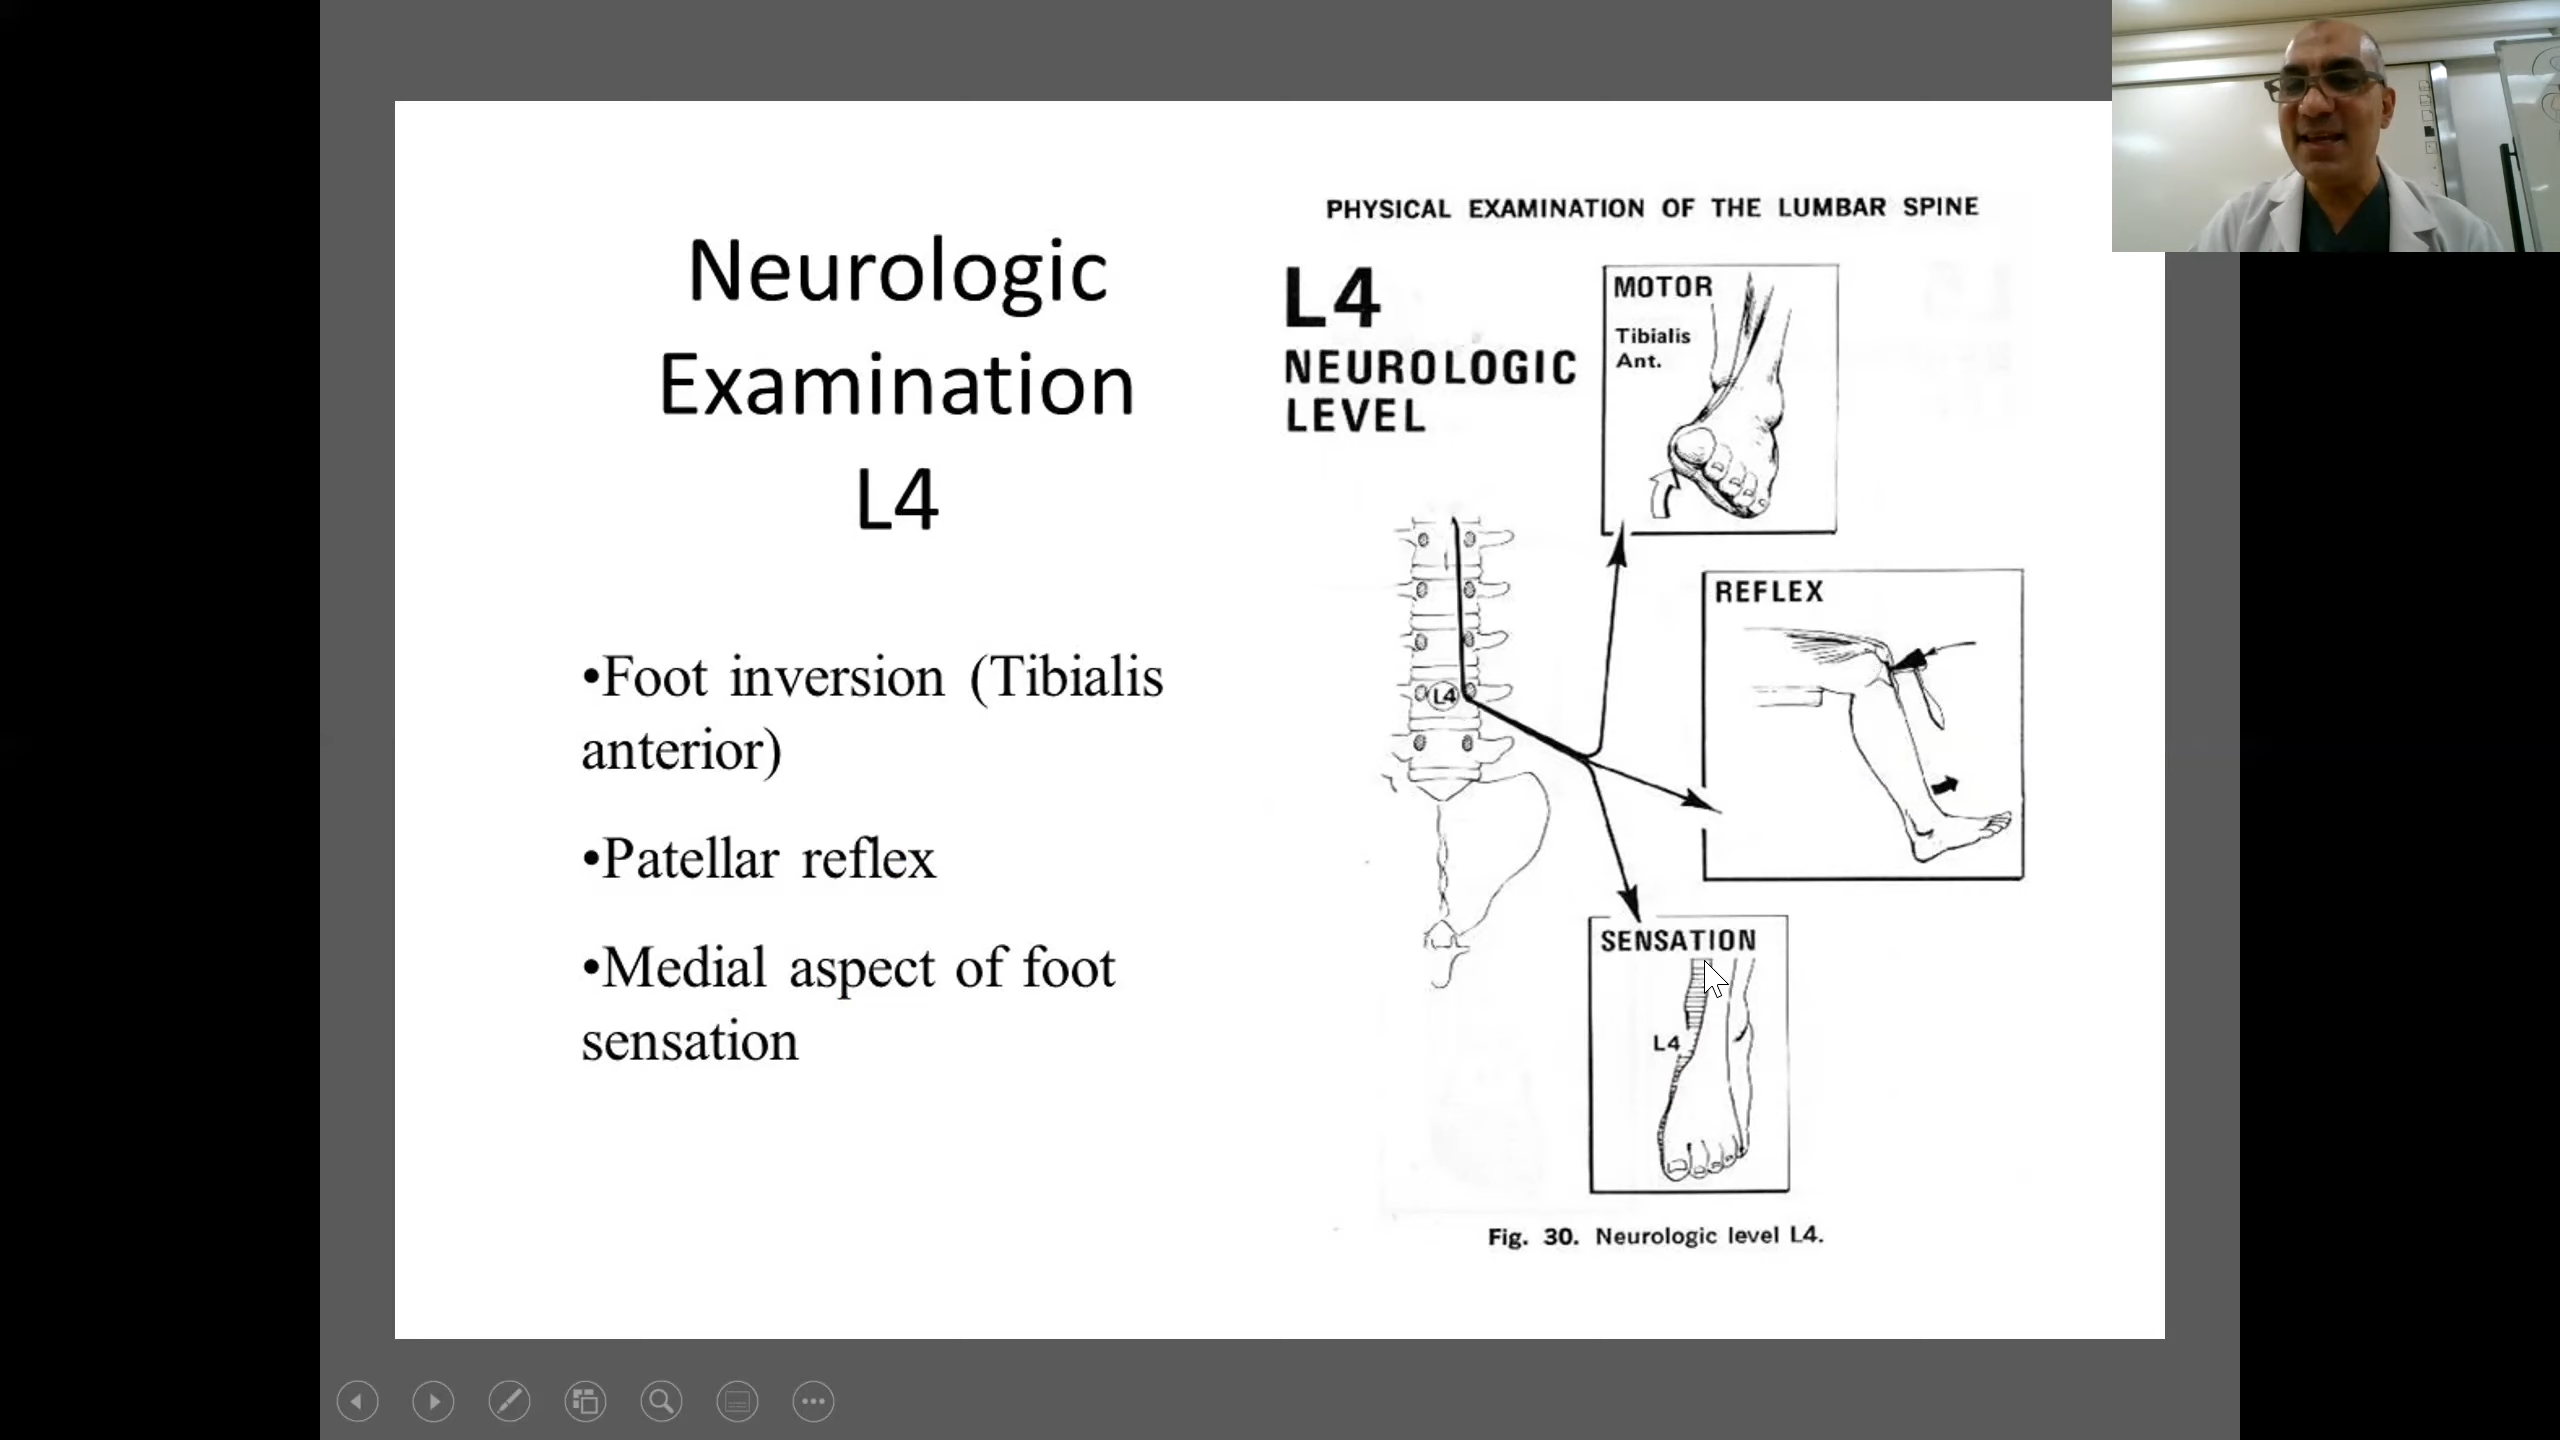 Neurologic
Examination
L4
•Foot inversion (Tibialis
anterior)
•Patellar reflex
•Medial aspect of foot
sensation
PHYSICAL EXAMINATION OF THE LUMBAR SPINE
L4
NEUROLOGIC
LEVEL
MOTOR
Tibialis
Ant.
REFLEX
L4
SENSATION
L4
Fig. 30. Neurologic level L4.